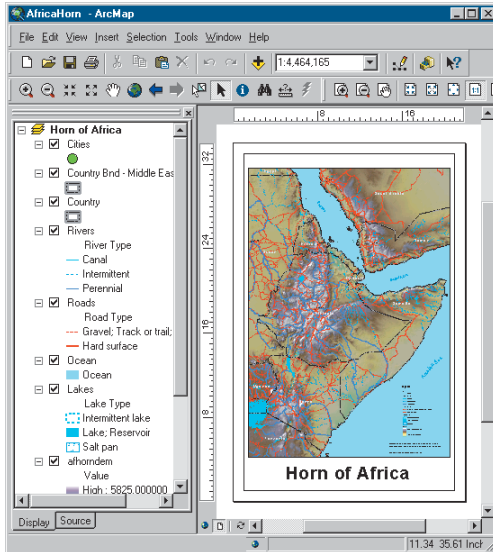 AfricaHorn - ArcMap
File Edit View Insert Selection Tools Window Help
1:4,464,165
1:1
Horn of Africa
Cities
Country Bnd - Middle Eas
Country
Rivers
River Type
Canal
Intermittent
Perennial
Roads
Road Type
Gravel; Track or trail;
Hard surface
Ocean
Ocean
Lakes
Lake Type
Intermittent lake
Lake; Reservoir
Salt pan
afhorndem
Value
High : 5825.000000
Display Source
8 16
32
24
16
8
Horn of Africa
11.34 35.61 Inch